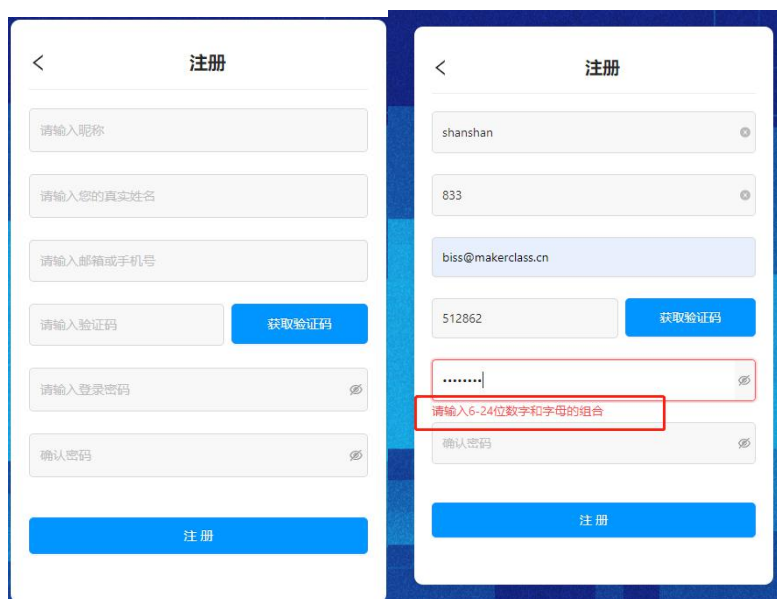 注册
请输入昵称
请输入您的真实姓名
请输入邮箱或手机号
请输入验证码
获取验证码
请输入登录密码
确认密码
注 册
注册
shanshan
833
biss@makerclass.cn
512862
获取验证码
请输入6-24位数字和字母的组合
确认密码
注 册